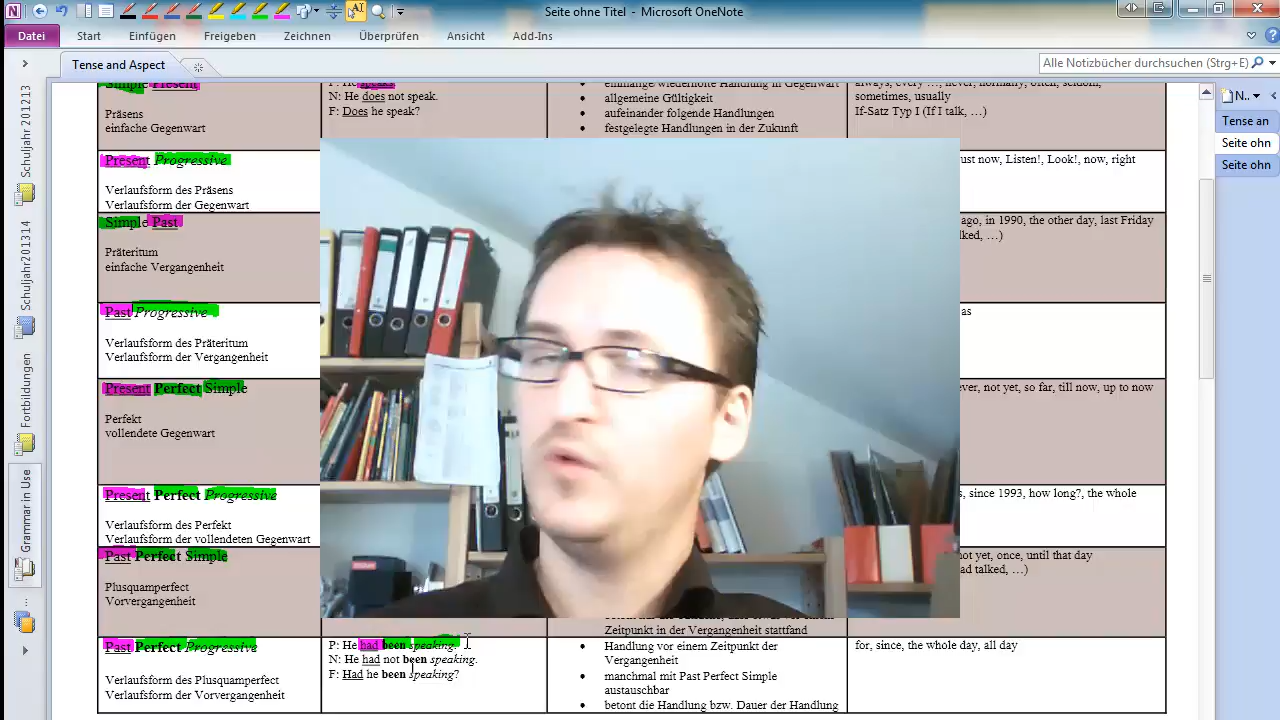 Seite ohne Titel - Microsoft OneNote
Datei Start Einfügen Freigeben Zeichnen Überprüfen Ansicht Add-Ins
Tense and Aspect
Alle Notizbücher durchsuchen (Strg+E)
N..
Tense an
Seite ohn
Seite ohn
Schuljahr 20121213
Schuljahr201314
Fortbildungen
Grammar in Use
Simple Present
Präsens
einfache Gegenwart
N: He does not speak.
F: Does he speak?
allgemeine Gültigkeit
aufeinander folgende Handlungen
festgelegte Handlungen in der Zukunft
sometimes, usually
If-Satz Typ I (If I talk, …)
Present Progressive
Verlaufsform des Präsens
Verlaufsform der Gegenwart
ust now, Listen!, Look!, now, right
Simple Past
Präteritum
einfache Vergangenheit
ago, in 1990, the other day, last Friday
ked, …)
Past Progressive
Verlaufsform des Präteritum
Verlaufsform der Vergangenheit
as
Present Perfect Simple
Perfekt
vollendete Gegenwart
ever, not yet, so far, till now, up to now
Present Perfect Progressive
Verlaufsform des Perfekt
Verlaufsform der vollendeten Gegenwart
s, since 1993, how long?, the whole
Past Perfect Simple
Plusquamperfect
Vorvergangenheit
not yet, once, until that day
ad talked, …)
Zeitpunkt in der Vergangenheit stattfand
Past Perfect Progressive
Verlaufsform des Plusquamperfect
Verlaufsform der Vorvergangenheit
P: He had been speaking.
N: He had not been speaking.
F: Had he been speaking?
Handlung vor einem Zeitpunkt der
Vergangenheit
manchmal mit Past Perfect Simple
austauschbar
betont die Handlung bzw. Dauer der Handlung
for, since, the whole day, all day